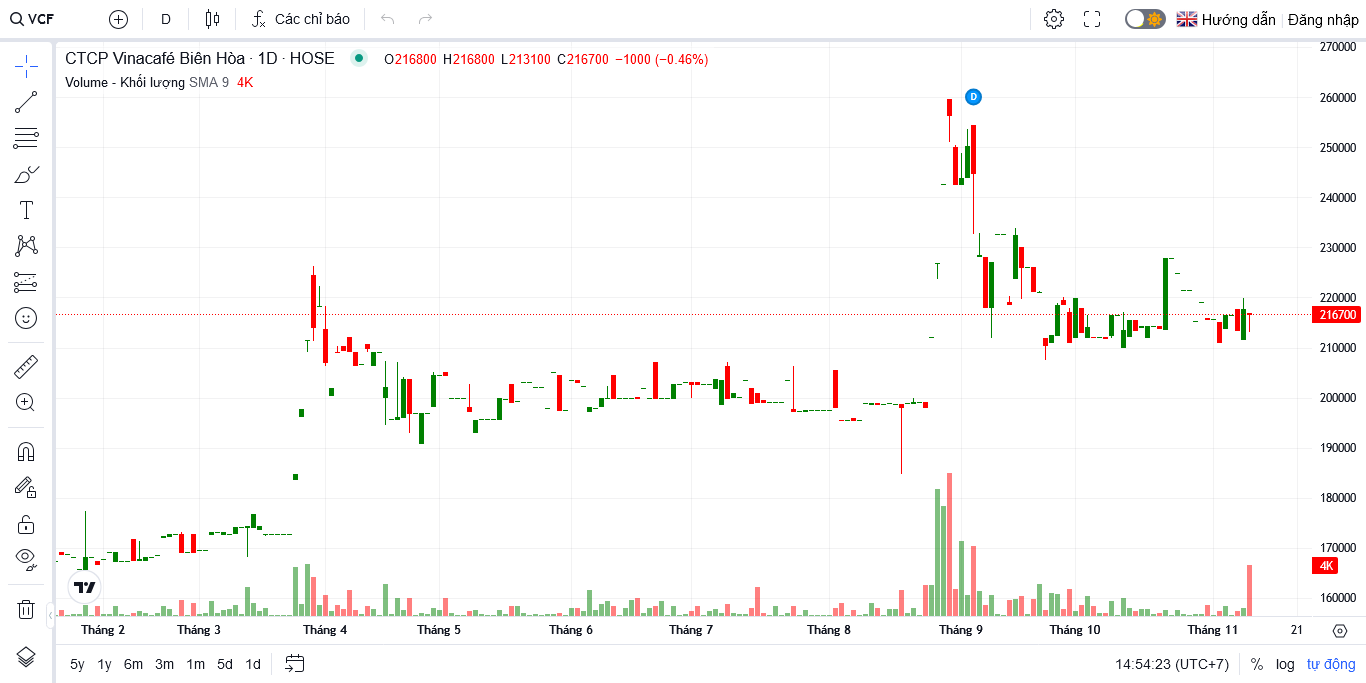 VCF D Các chỉ báo Hướng dẫn Đăng nhập
CTCP Vinacafé Biên Hòa · 1D · HOSE O216800 H216800 L213100 C216700 −1000 (−0.46%)
Volume - Khối lượng SMA 9 4K
D
270000
260000
250000
240000
230000
220000
216700
210000
200000
190000
180000
170000
4K
160000
Tháng 2 Tháng 3 Tháng 4 Tháng 5 Tháng 6 Tháng 7 Tháng 8 Tháng 9 Tháng 10 Tháng 11 21
5y 1y 6m 3m 1m 5d 1d 14:54:23 (UTC+7) % log tự động